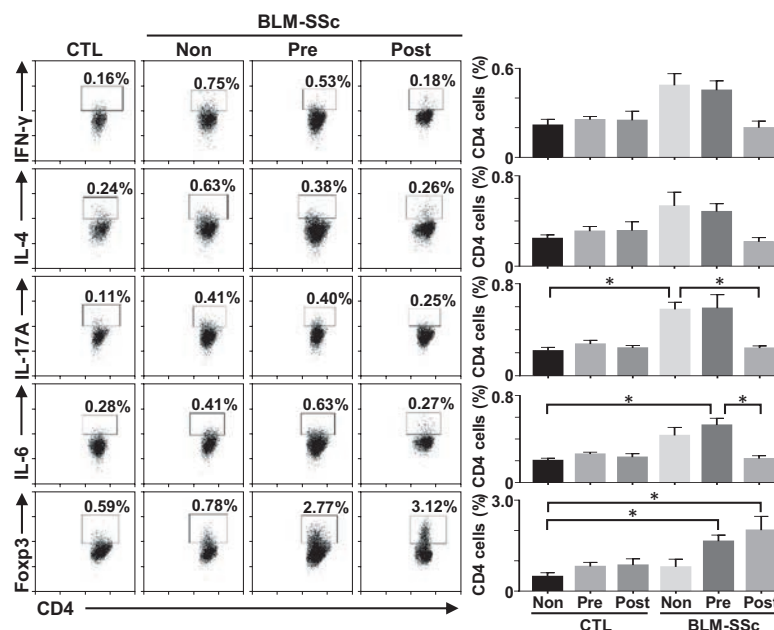 BLM-SSc
CTL Non Pre Post
IFN-γ 0.16% 0.75% 0.53% 0.18% CD4 cells (%) 0.6 0
IL-4 0.24% 0.63% 0.38% 0.26% CD4 cells (%) 0.8 0
IL-17A 0.11% 0.41% 0.40% 0.25% CD4 cells (%) 0.8 0 * *
IL-6 0.28% 0.41% 0.63% 0.27% CD4 cells (%) 0.8 0 * *
Foxp3 0.59% 0.78% 2.77% 3.12% CD4 cells (%) 3.0 0 * *
CD4
Non Pre Post Non Pre Post
CTL BLM-SSc